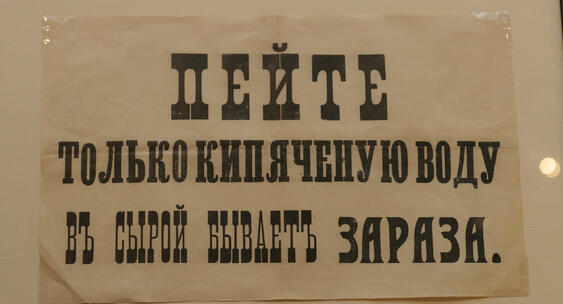 ПЕЙТЕ
ТОЛЬКО КИПЯЧЕНУЮ ВОДУ
ВЪ СЫРОЙ БЫВАЕТЪ ЗАРАЗА.